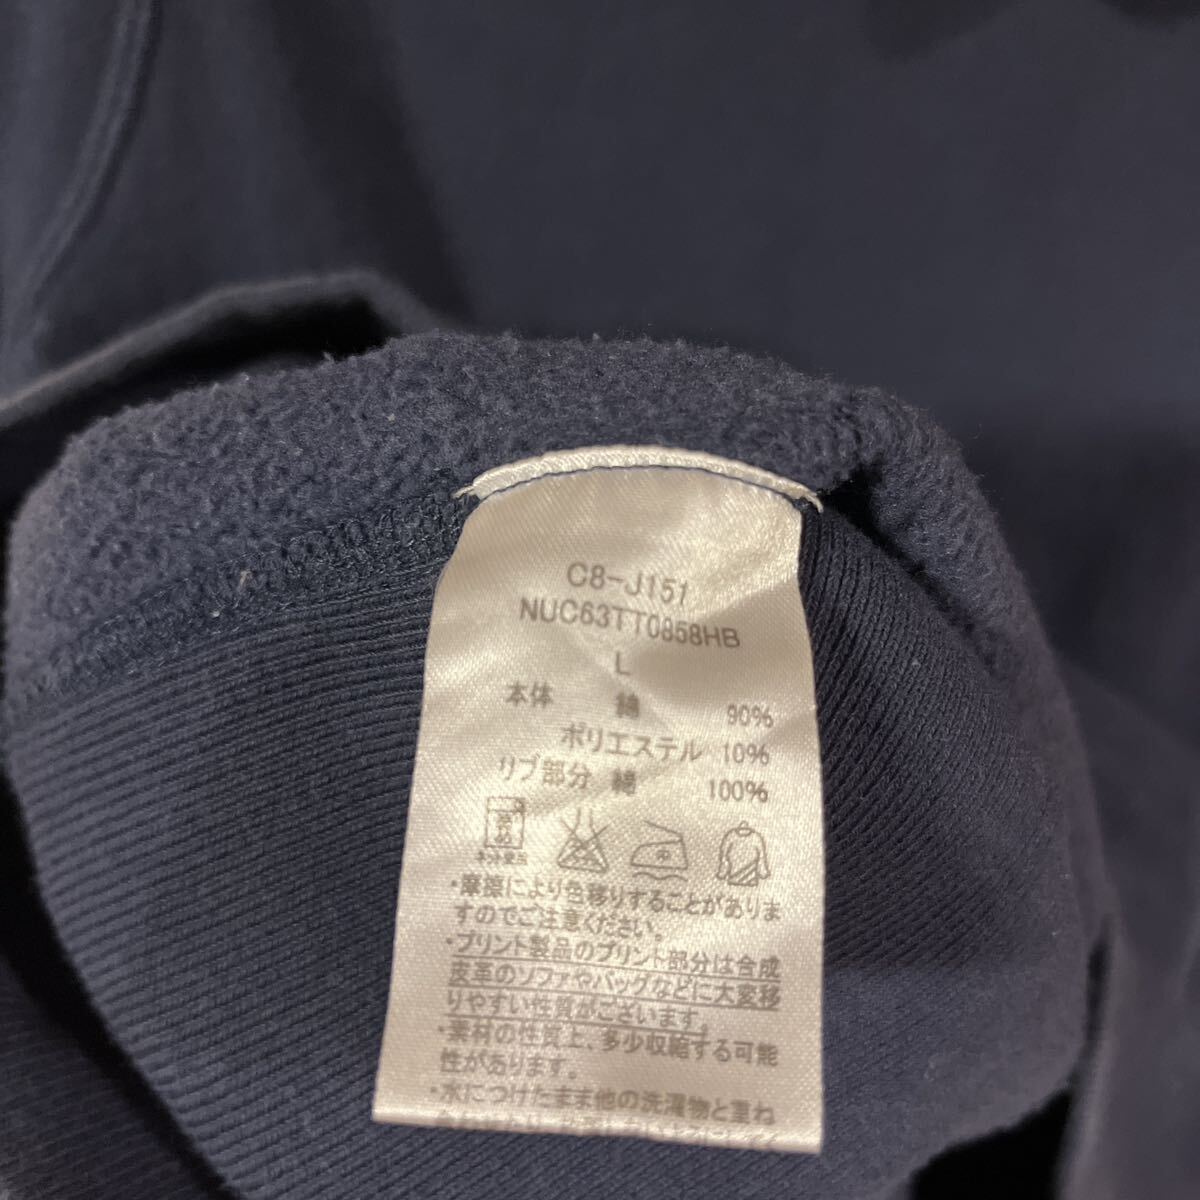 C8-J151
NUC63TT0858HB
L
本体 綿 90%
ポリエステル 10%
リブ部分 綿 100%
ネット使用
中
・摩擦により色移りすることがありま
すのでご注意ください。
・プリント製品のプリント部分は合成
皮革のソファやバッグなどに大変移
りやすい性質がございます。
・素材の性質上、多少収縮する可能
性があります。
・水につけたまま他の洗濯物と重ね